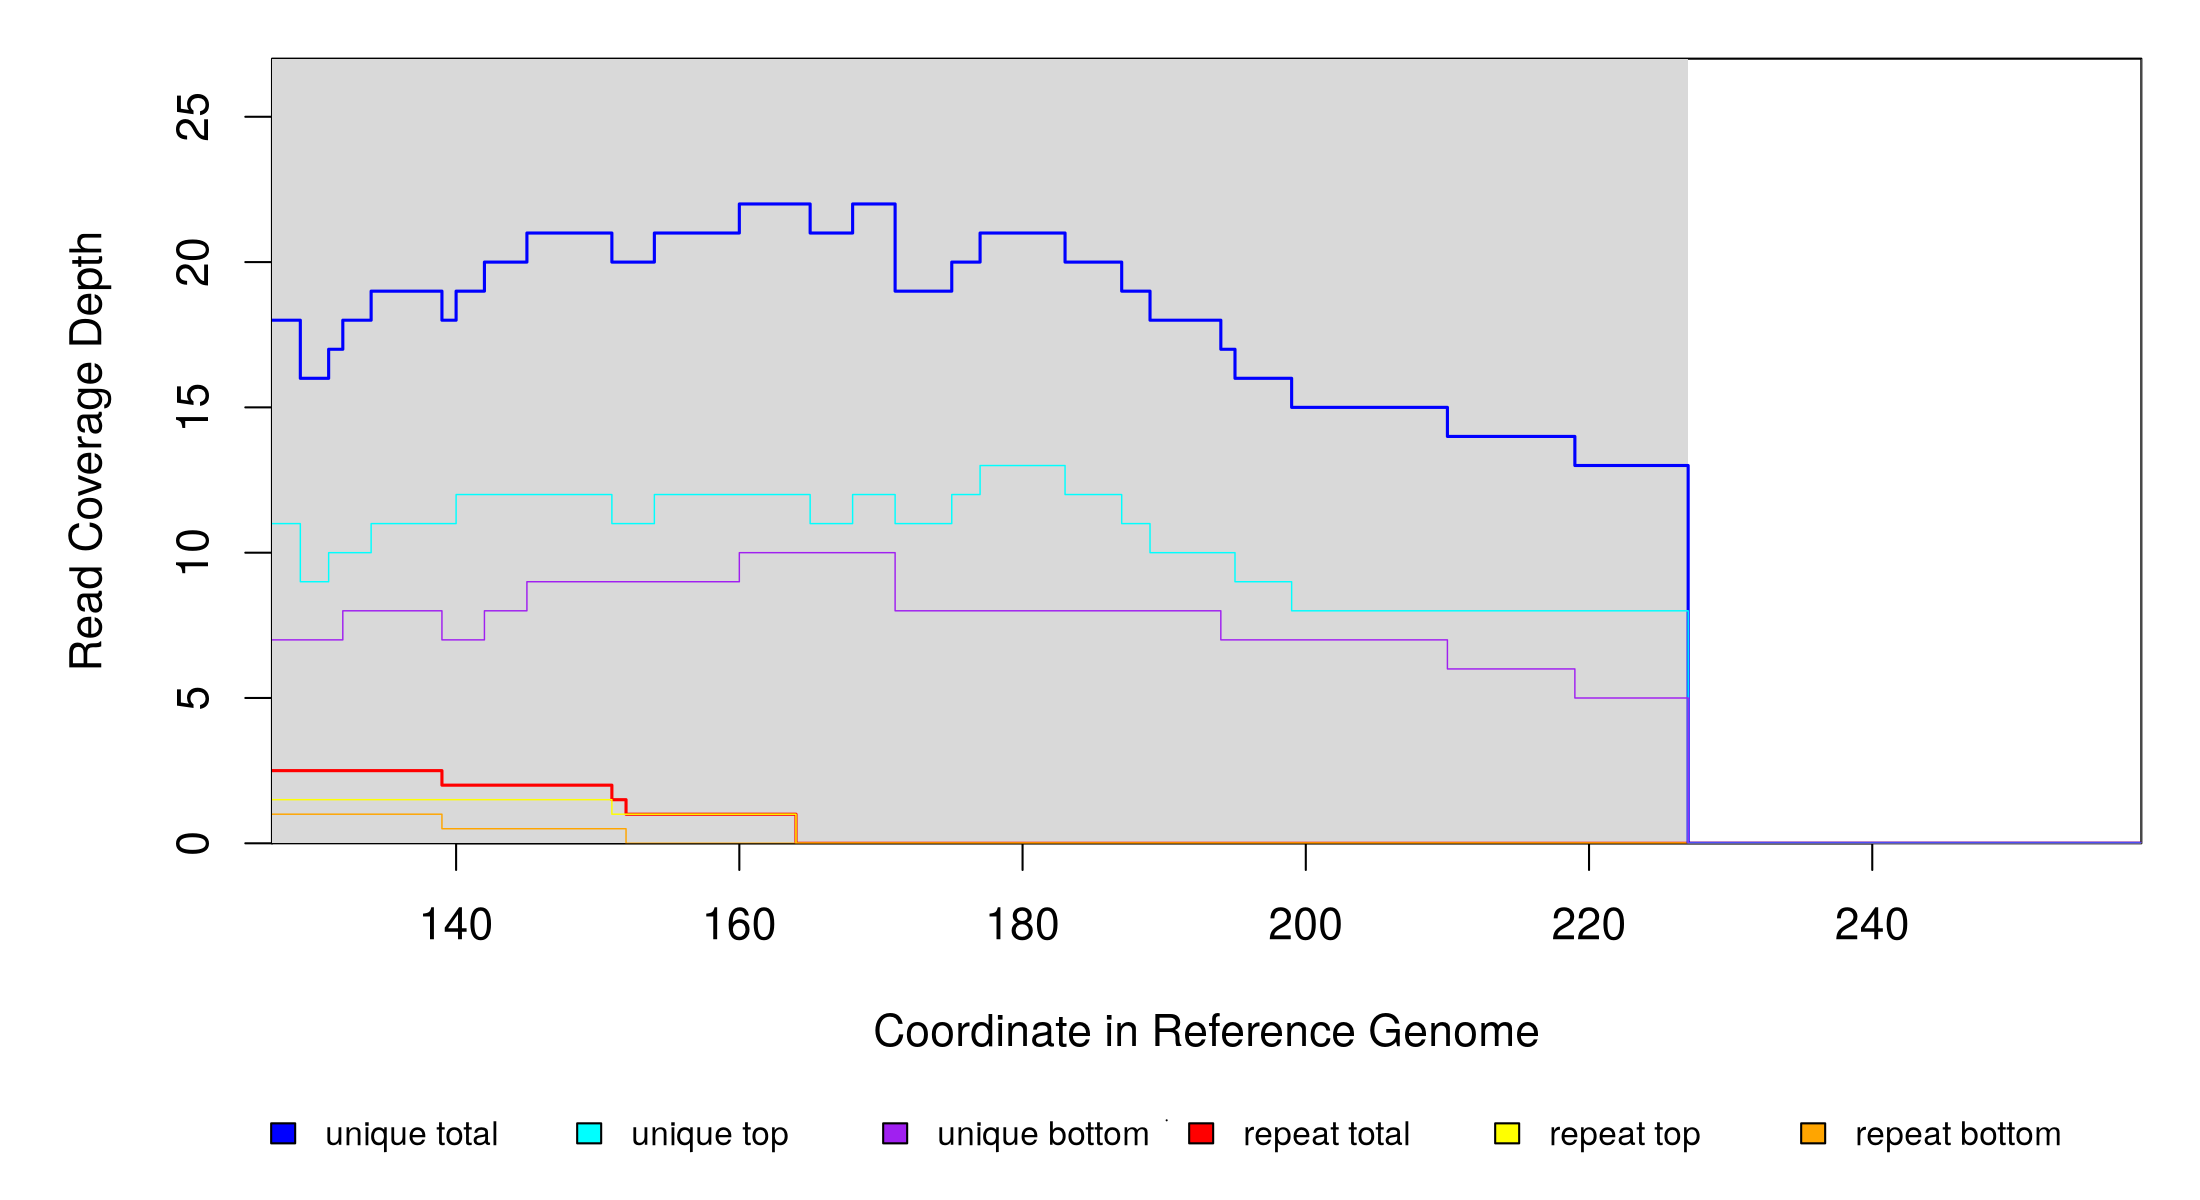 Read Coverage Depth
25
20
15
10
5
0
140 160 180 200 220 240
Coordinate in Reference Genome
unique total unique top unique bottom repeat total repeat top repeat bottom